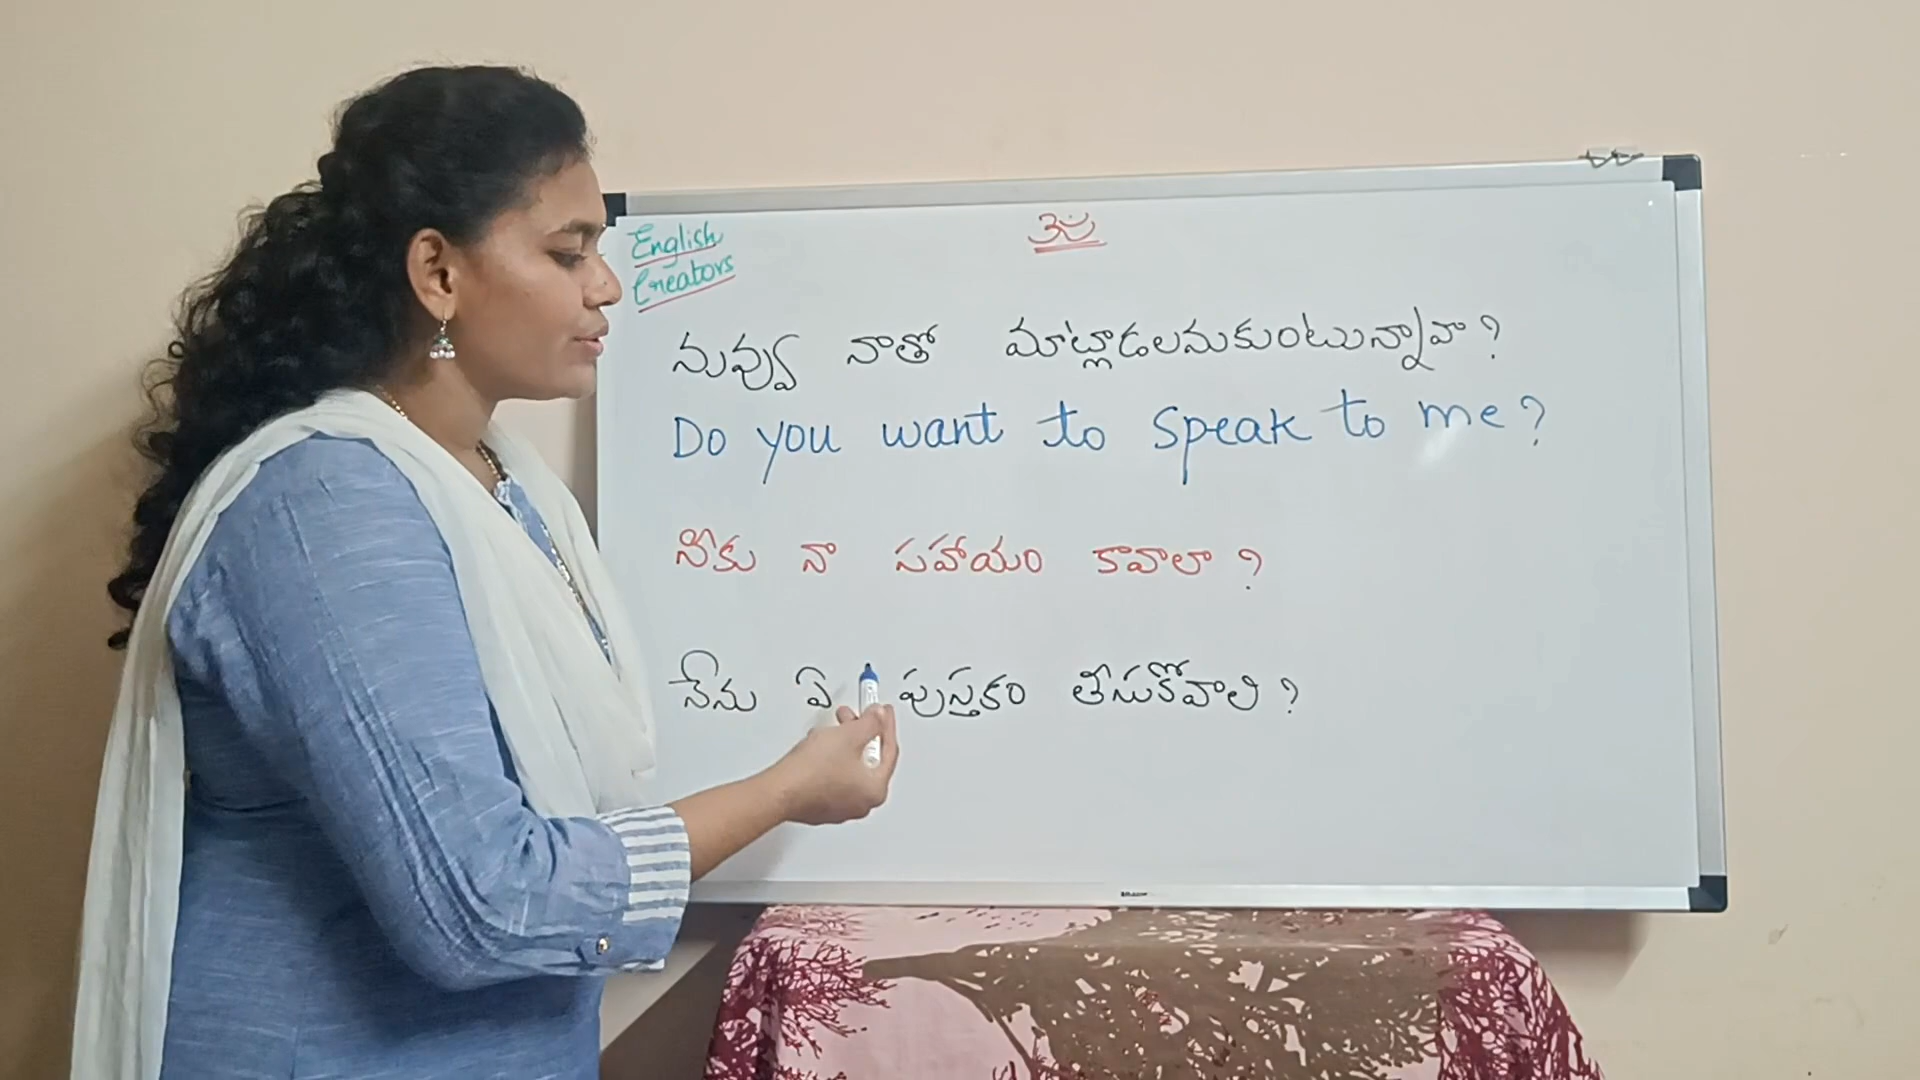 English
Creators
నువ్వు నాతో మాట్లాడలనుకుంటున్నావా?
Do you want to speak to me?
నీకు నా సహాయం కావాలా?
నేను ఏ పుస్తకం తీసుకోవాలి?